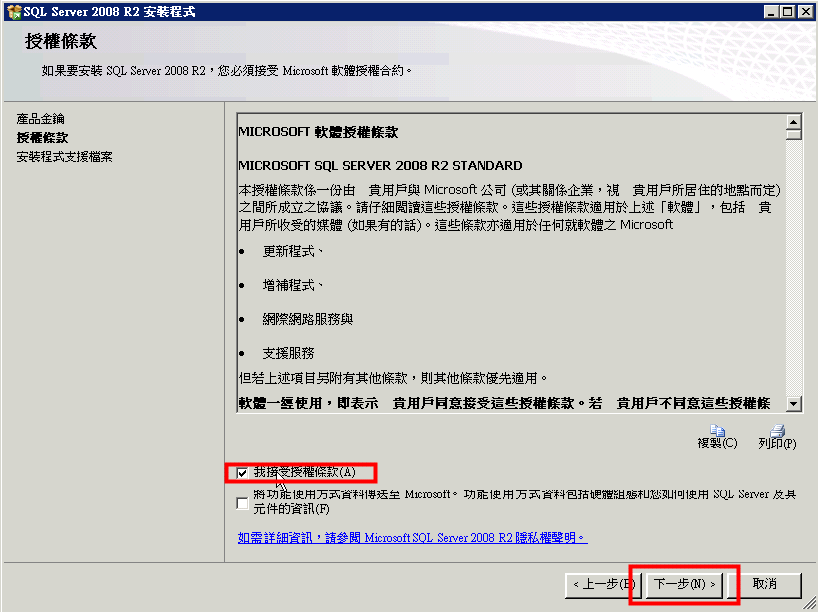 SQL Server 2008 R2 安裝程式
授權條款
如果要安裝 SQL Server 2008 R2，您必須接受 Microsoft 軟體授權合約。
產品金鑰
授權條款
安裝程式支援檔案
MICROSOFT 軟體授權條款
MICROSOFT SQL SERVER 2008 R2 STANDARD
本授權條款係一份由　貴用戶與 Microsoft 公司 (或其關係企業，視　貴用戶所居住的地點而定)
之間所成立之協議。請仔細閱讀這些授權條款。這些授權條款適用於上述「軟體」，包括　貴
用戶所收受的媒體 (如果有的話)。這些條款亦適用於任何就軟體之 Microsoft
• 更新程式、
• 增補程式、
• 網際網路服務與
• 支援服務
但若上述項目另附有其他條款，則其他條款優先適用。
軟體一經使用，即表示　貴用戶同意接受這些授權條款。若　貴用戶不同意這些授權條
複製(C) 列印(P)
我接受授權條款(A)
將功能使用方式資料傳送至 Microsoft。功能使用方式資料包括硬體組態和您如何使用 SQL Server 及其
元件的資訊(F)
如需詳細資訊，請參閱 Microsoft SQL Server 2008 R2 隱私權聲明。
< 上一步(B) 下一步(N) > 取消